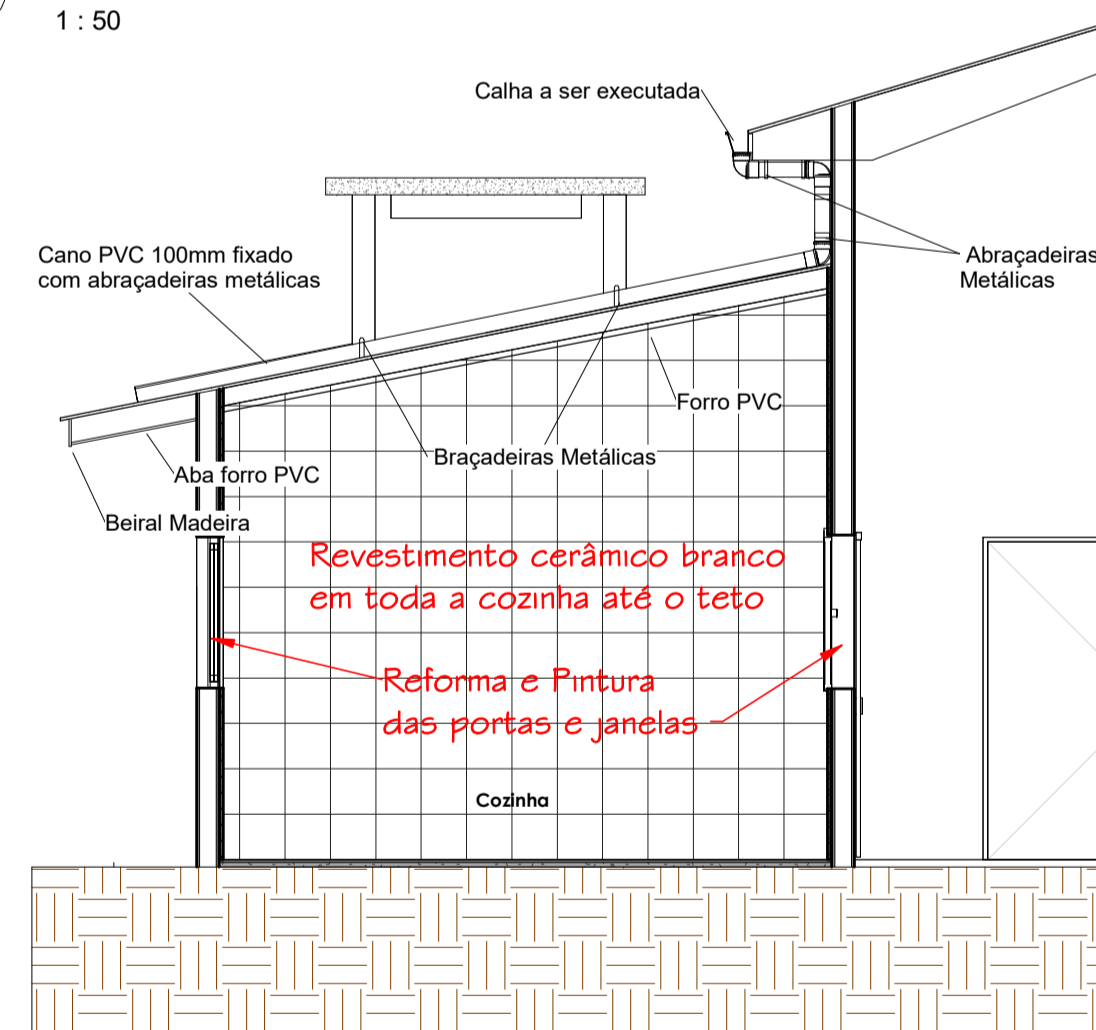 1 : 50
Calha a ser executada
Cano PVC 100mm fixado
com abraçadeiras metálicas
Abraçadeiras
Metálicas
Forro PVC
Braçadeiras Metálicas
Aba forro PVC
Beiral Madeira
Revestimento cerâmico branco
em toda a cozinha até o teto
Reforma e Pintura
das portas e janelas
Cozinha